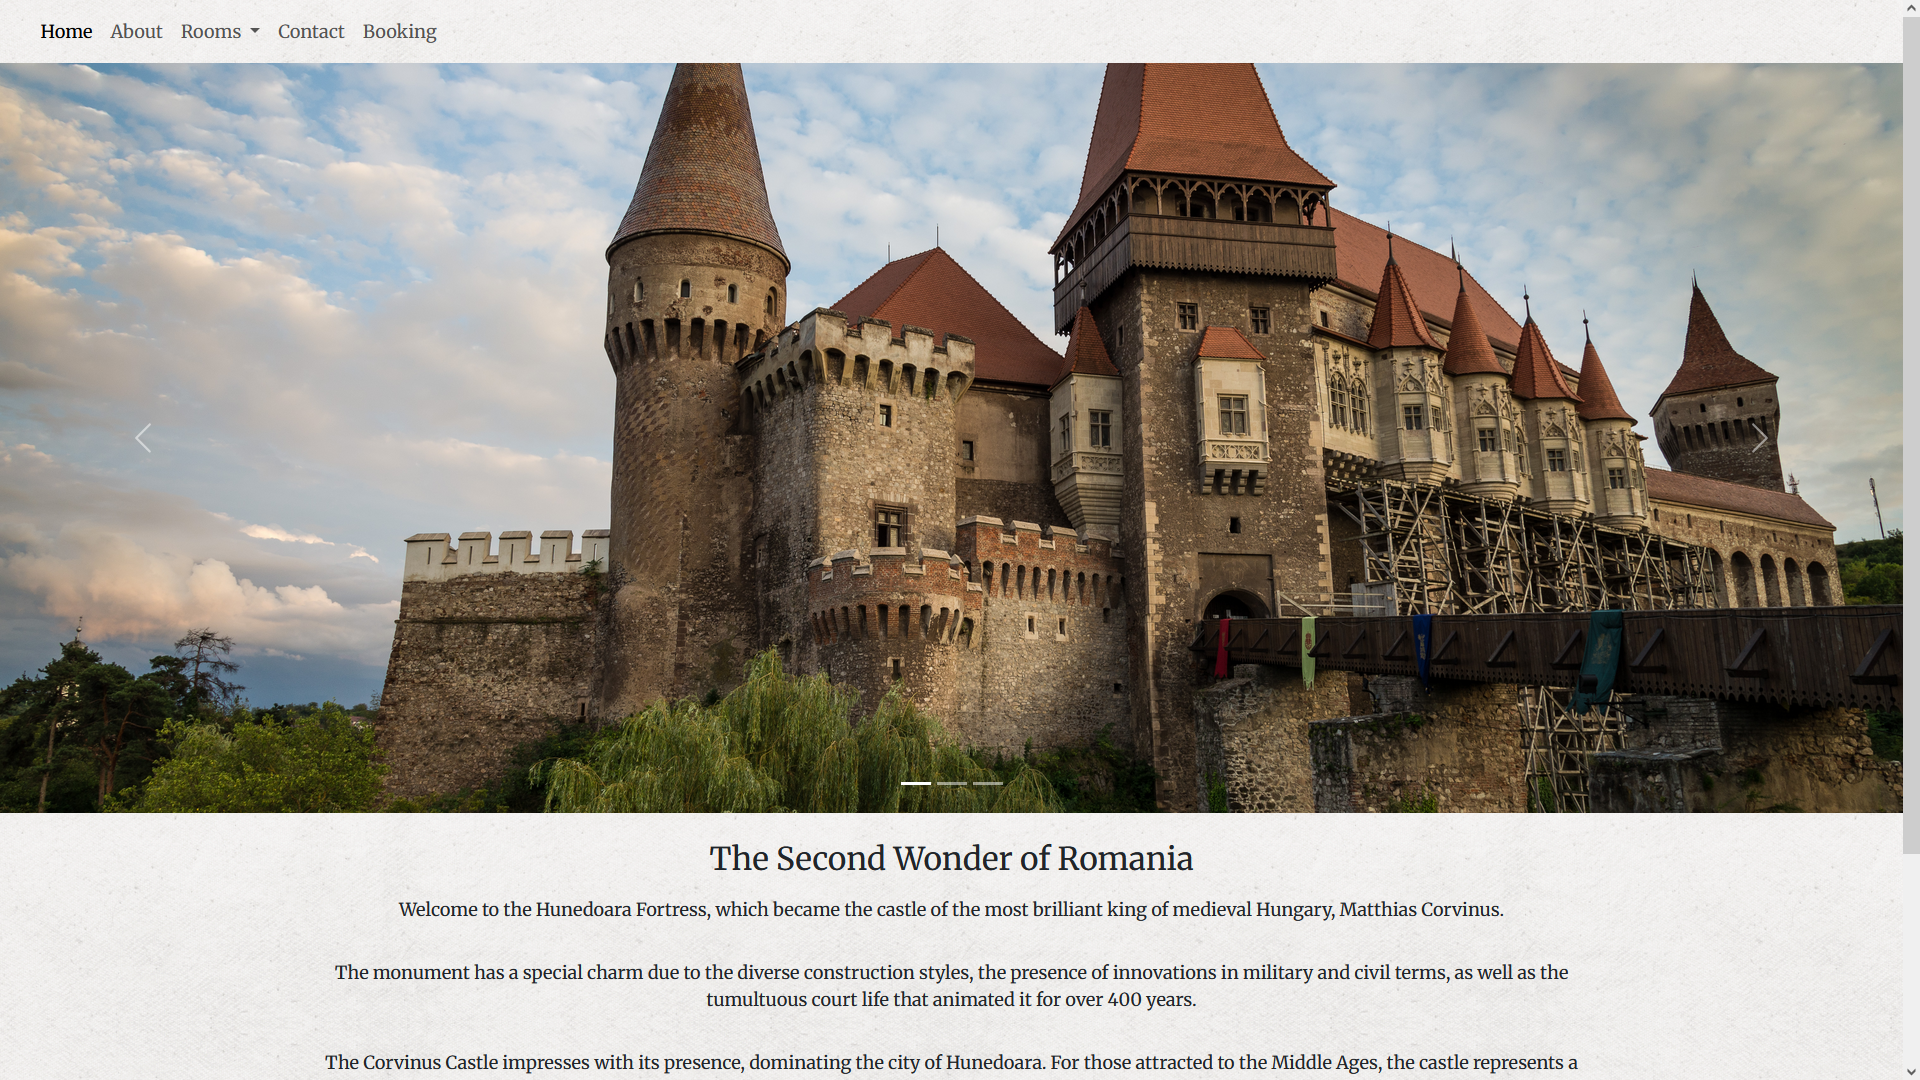 Home About Rooms Contact Booking
The Second Wonder of Romania
Welcome to the Hunedoara Fortress, which became the castle of the most brilliant king of medieval Hungary, Matthias Corvinus.
The monument has a special charm due to the diverse construction styles, the presence of innovations in military and civil terms, as well as the
tumultuous court life that animated it for over 400 years.
The Corvinus Castle impresses with its presence, dominating the city of Hunedoara. For those attracted to the Middle Ages, the castle represents a